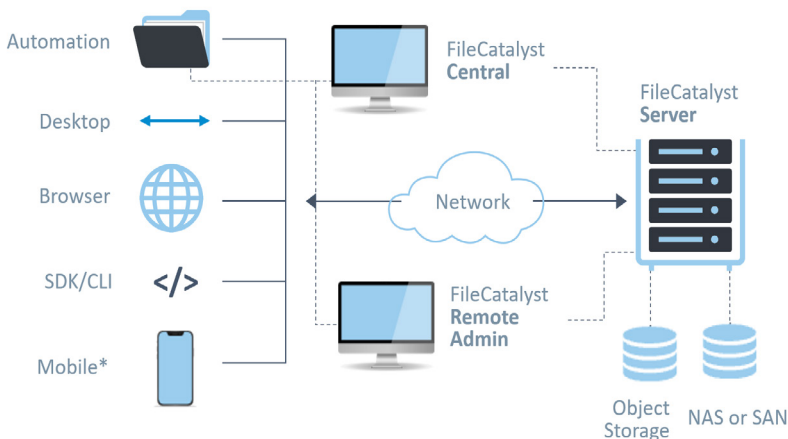 Automation
Desktop
Browser
SDK/CLI
</>
Mobile*
FileCatalyst
Central
Network
FileCatalyst
Remote
Admin
FileCatalyst
Server
Object
Storage
NAS or SAN